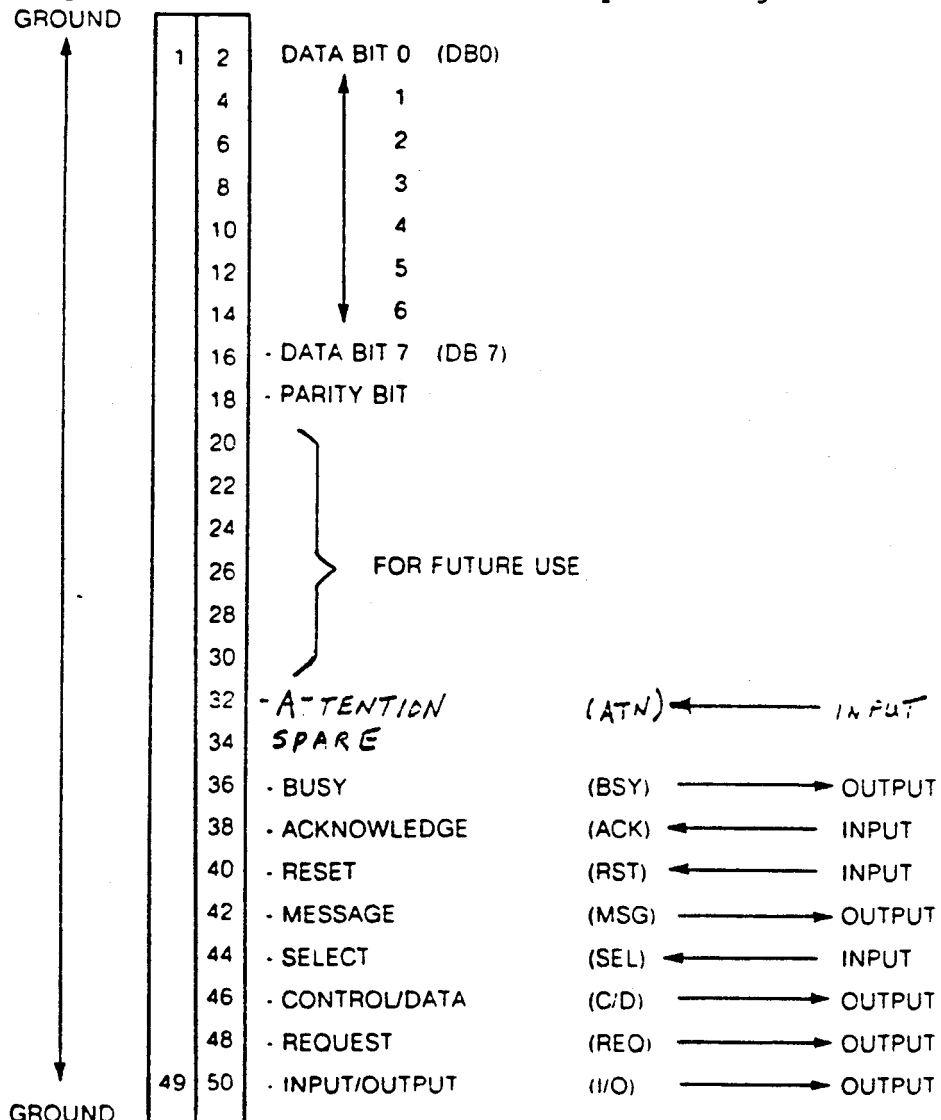 GROUND
1 2 DATA BIT 0 (DB0)
4 1
6 2
8 3
10 4
12 5
14 6
16 - DATA BIT 7 (DB 7)
18 - PARITY BIT
20
22
24
26 FOR FUTURE USE
28
30
32 - ATTENTION (ATN) INPUT
34 SPARE
36 - BUSY (BSY) OUTPUT
38 - ACKNOWLEDGE (ACK) INPUT
40 - RESET (RST) INPUT
42 - MESSAGE (MSG) OUTPUT
44 - SELECT (SEL) INPUT
46 - CONTROL/DATA (C/D) OUTPUT
48 - REQUEST (REQ) OUTPUT
49 50 - INPUT/OUTPUT (I/O) OUTPUT
GROUND